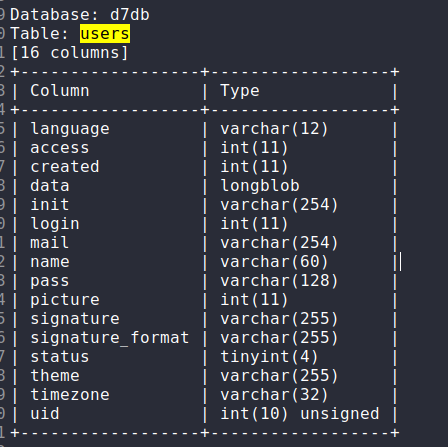 Database: d7db
Table: users
[16 columns]
+------------------+------------------+
| Column | Type |
+------------------+------------------+
| language | varchar(12) |
| access | int(11) |
| created | int(11) |
| data | longblob |
| init | varchar(254) |
| login | int(11) |
| mail | varchar(254) |
| name | varchar(60) |
| pass | varchar(128) |
| picture | int(11) |
| signature | varchar(255) |
| signature_format | varchar(255) |
| status | tinyint(4) |
| theme | varchar(255) |
| timezone | varchar(32) |
| uid | int(10) unsigned |
+------------------+------------------+